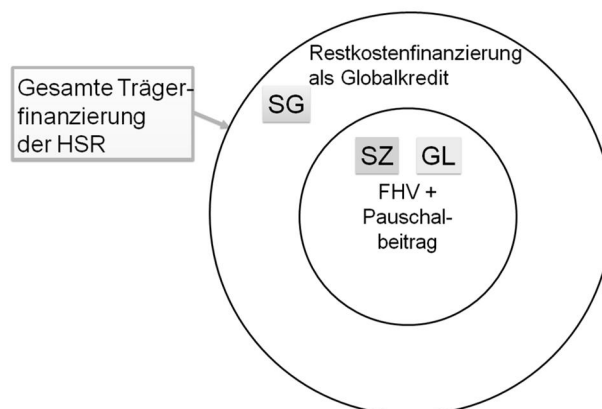 Restkostenfinanzierung
als Globalkredit
Gesamte Träger-
finanzierung
der HSR
SG
SZ GL
FHV +
Pauschal-
beitrag